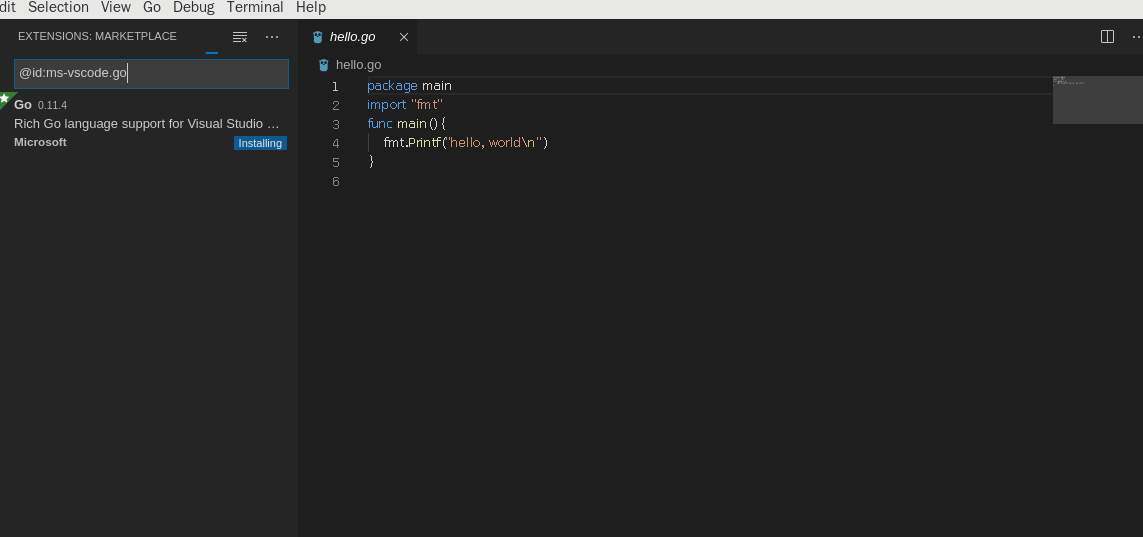 dit Selection View Go Debug Terminal Help
EXTENSIONS: MARKETPLACE
@id:ms-vscode.go
Go 0.11.4
Rich Go language support for Visual Studio ...
Microsoft Installing
hello.go
hello.go
1 package main
2 import "fmt"
3 func main() {
4 fmt.Printf("hello, world\n")
5 }
6